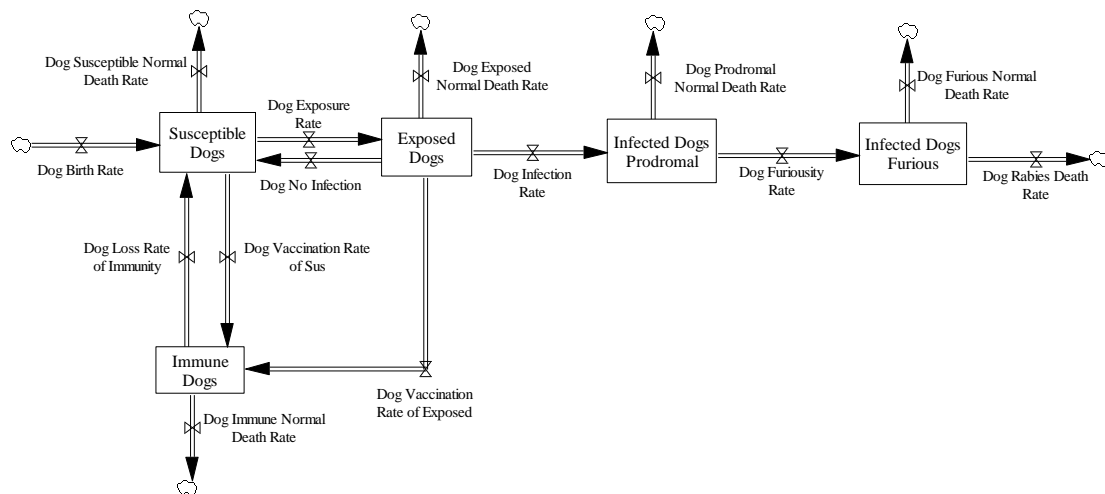 Dog Susceptible Normal
Death Rate
Dog Exposed
Normal Death Rate
Dog Prodromal
Normal Death Rate
Dog Furious Normal
Death Rate
Dog Birth Rate
Susceptible
Dogs
Dog Exposure
Rate
Dog No Infection
Exposed
Dogs
Dog Infection
Rate
Infected Dogs
Prodromal
Dog Furiousity
Rate
Infected Dogs
Furious
Dog Rabies Death
Rate
Dog Loss Rate
of Immunity
Dog Vaccination Rate
of Sus
Immune
Dogs
Dog Vaccination
Rate of Exposed
Dog Immune Normal
Death Rate